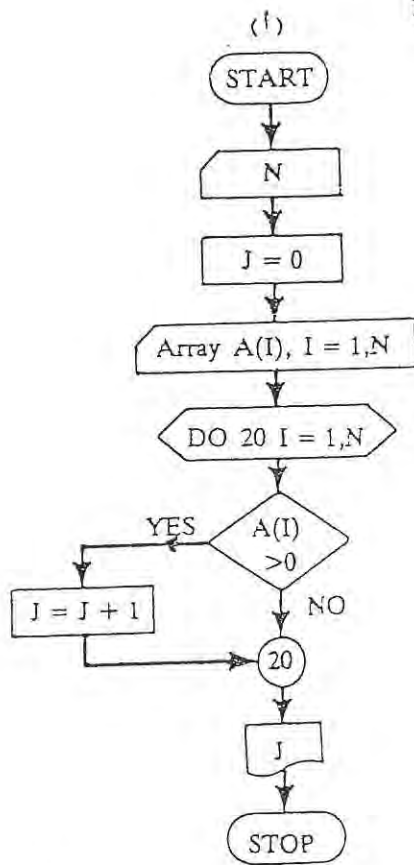 (i)
START
N
J = 0
Array A(I), I = 1,N
DO 20 I = 1,N
YES
A(I)
>0
J = J + 1
NO
20
J
STOP